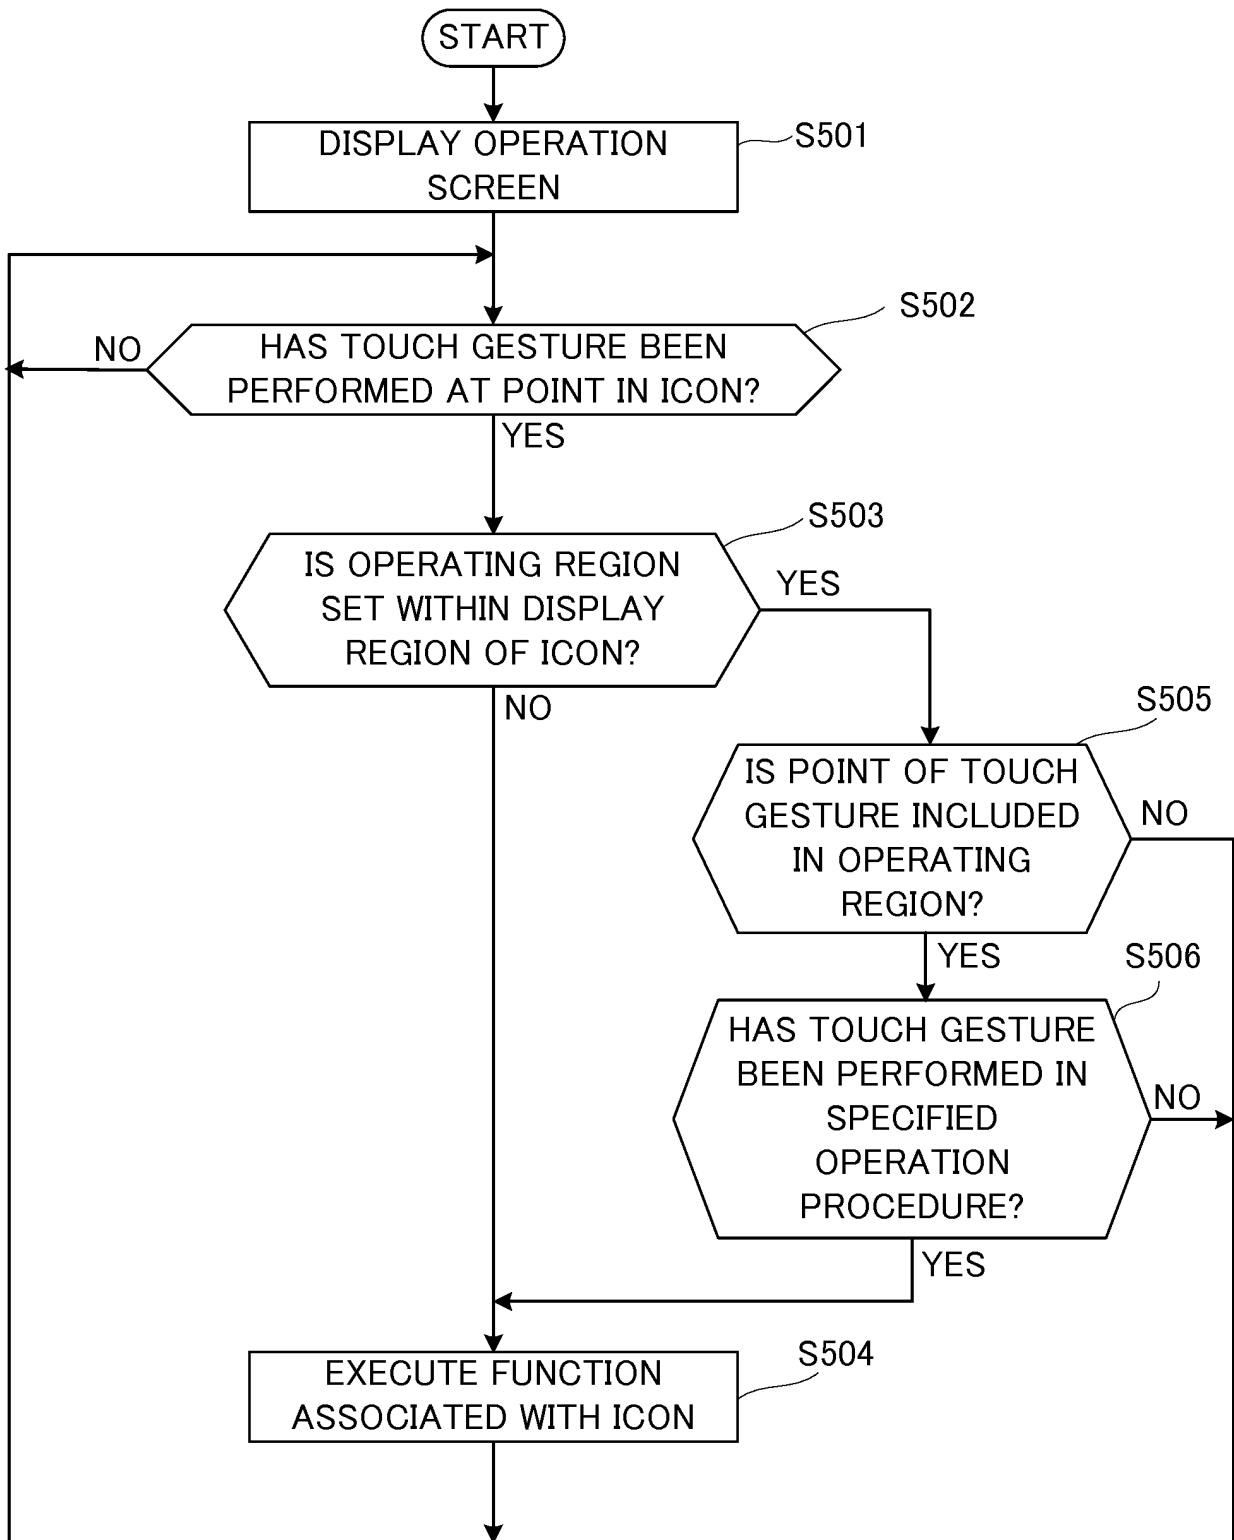 START
DISPLAY OPERATION
SCREEN
S501
S502
HAS TOUCH GESTURE BEEN
PERFORMED AT POINT IN ICON?
NO
YES
S503
IS OPERATING REGION
SET WITHIN DISPLAY
REGION OF ICON?
YES
NO
S505
IS POINT OF TOUCH
GESTURE INCLUDED
IN OPERATING
REGION?
NO
YES
S506
HAS TOUCH GESTURE
BEEN PERFORMED IN
SPECIFIED
OPERATION
PROCEDURE?
NO
YES
S504
EXECUTE FUNCTION
ASSOCIATED WITH ICON